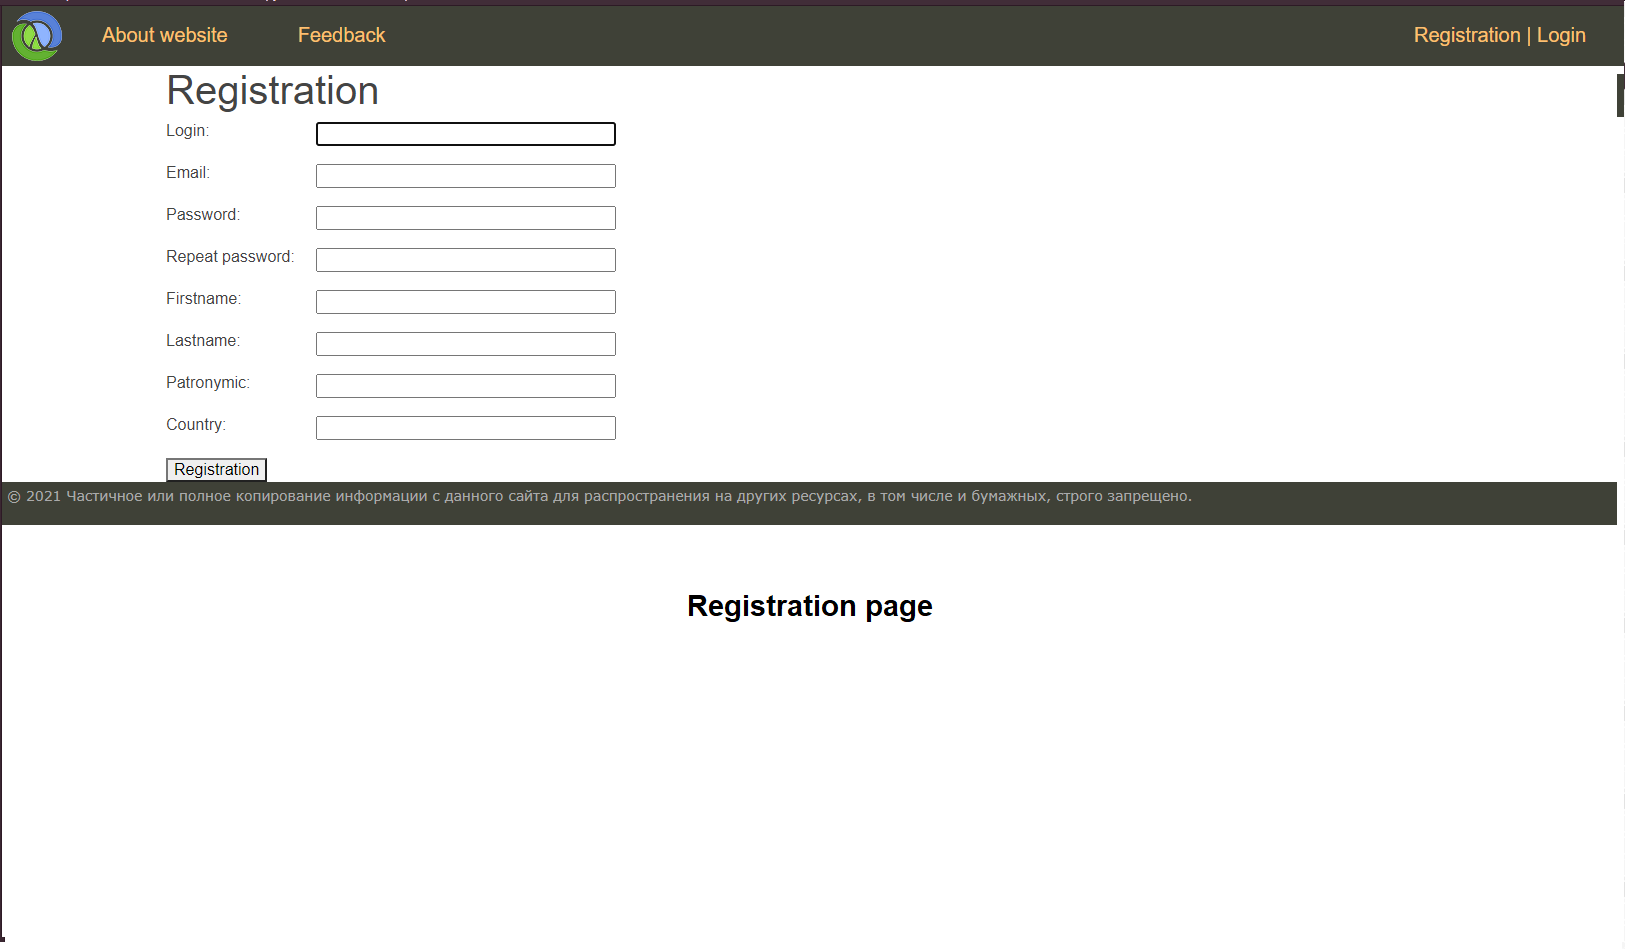 About website Feedback Registration | Login
Registration
Login:
Email:
Password:
Repeat password:
Firstname:
Lastname:
Patronymic:
Country:
Registration
© 2021 Частичное или полное копирование информации с данного сайта для распространения на других ресурсах, в том числе и бумажных, строго запрещено.
Registration page